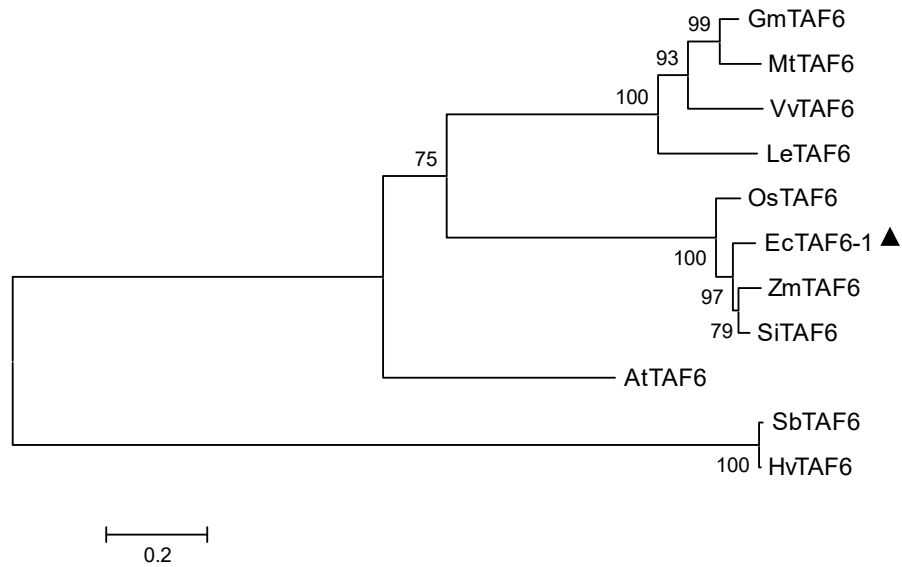 GmTAF6
99
MtTAF6
93
VvTAF6
100
LeTAF6
75
OsTAF6
EcTAF6-1
100
ZmTAF6
97
SiTAF6
79
AtTAF6
SbTAF6
HvTAF6
100
0.2